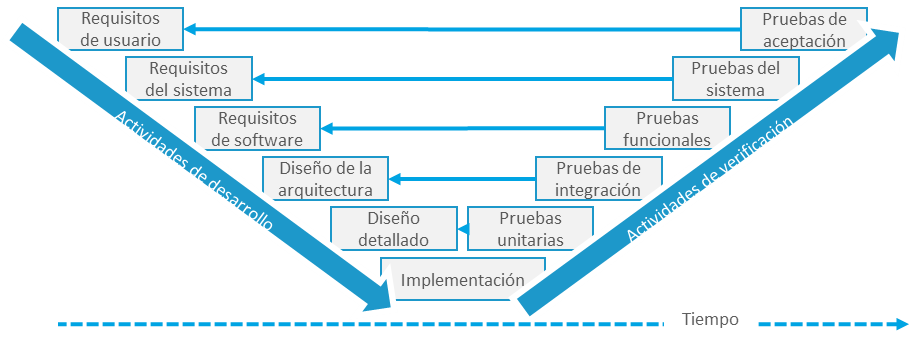 Requisitos
de usuario
Pruebas de
aceptación
Requisitos
del sistema
Pruebas del
sistema
Requisitos
de software
Pruebas
funcionales
Diseño de la
arquitectura
Pruebas de
integración
Diseño
detallado
Pruebas
unitarias
Implementación
Actividades de desarrollo
Actividades de verificación
Tiempo